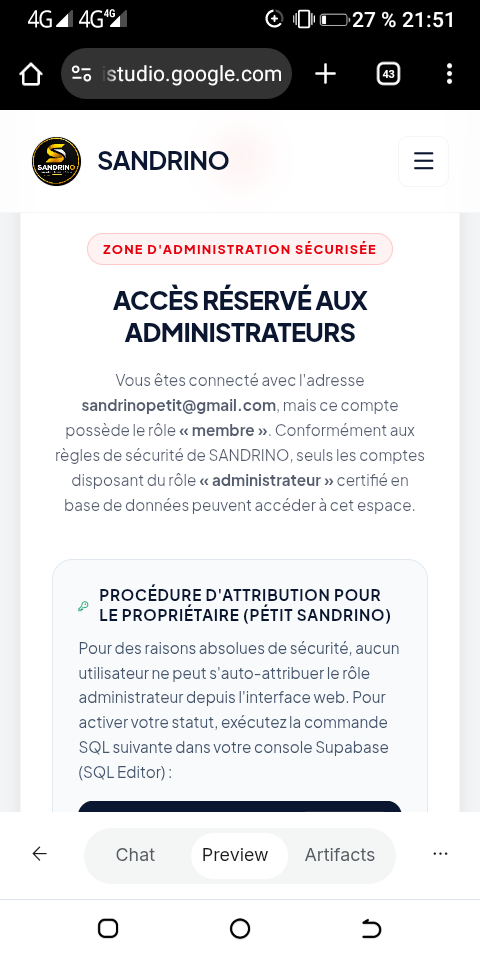 4G 4G 4G 27 % 21:51
istudio.google.com 43
SANDRINO SANDRINO
ZONE D'ADMINISTRATION SÉCURISÉE
ACCÈS RÉSERVÉ AUX
ADMINISTRATEURS
Vous êtes connecté avec l'adresse
sandrinopetit@gmail.com, mais ce compte
possède le rôle « membre ». Conformément aux
règles de sécurité de SANDRINO, seuls les comptes
disposant du rôle « administrateur » certifié en
base de données peuvent accéder à cet espace.
PROCÉDURE D'ATTRIBUTION POUR
LE PROPRIÉTAIRE (PÉTIT SANDRINO)
Pour des raisons absolues de sécurité, aucun
utilisateur ne peut s'auto-attribuer le rôle
administrateur depuis l'interface web. Pour
activer votre statut, exécutez la commande
SQL suivante dans votre console Supabase
(SQL Editor) :
Chat Preview Artifacts